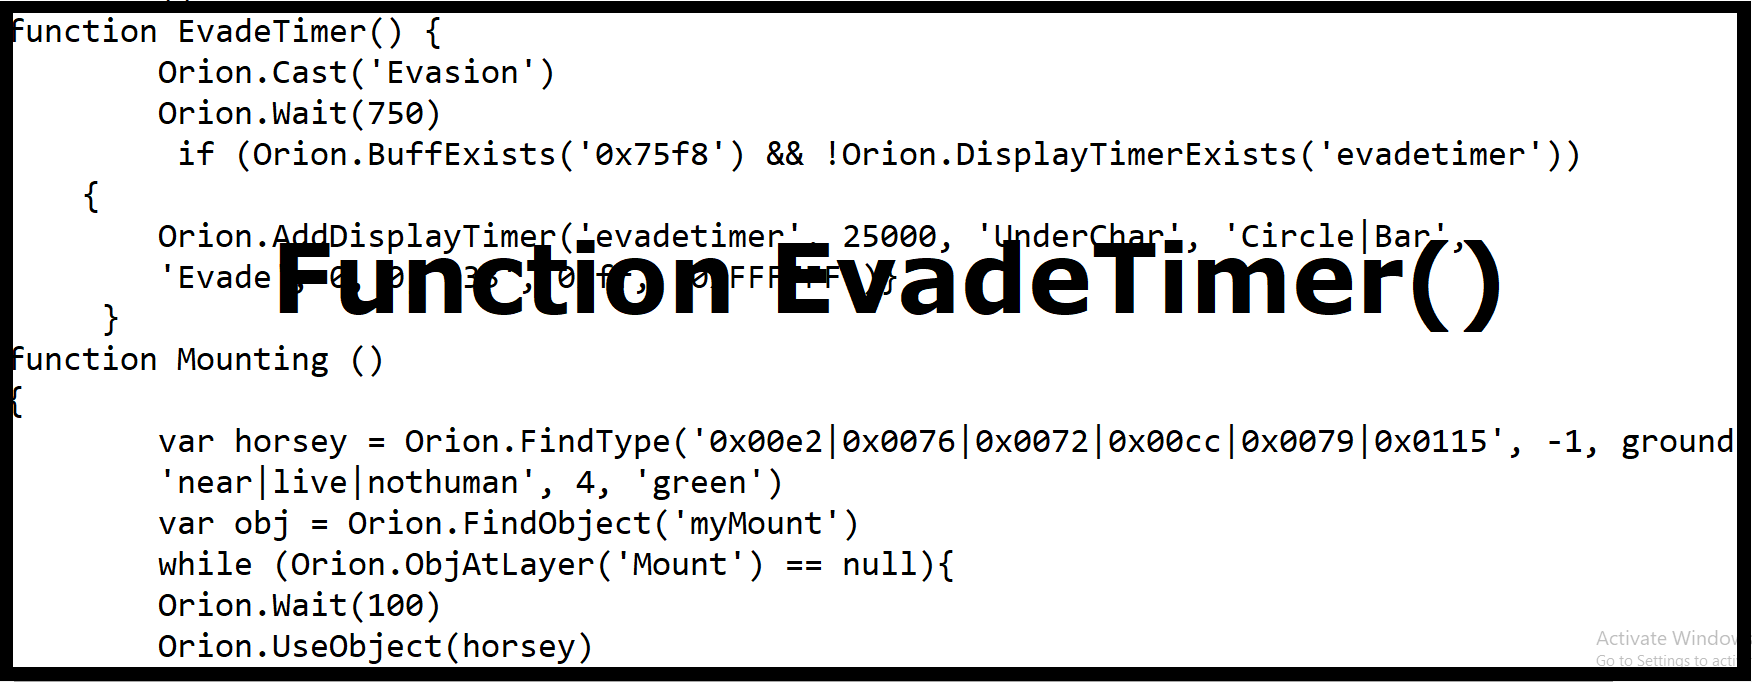 function EvadeTimer() {
Orion.Cast('Evasion')
Orion.Wait(750)
if (Orion.BuffExists('0x75f8') && !Orion.DisplayTimerExists('evadetimer'))
{
Orion.AddDisplayTimer('evadetimer', 25000, 'UnderChar', 'Circle|Bar',
'Evade
Function EvadeTimer()
}
function Mounting ()
{
var horsey = Orion.FindType('0x00e2|0x0076|0x0072|0x00cc|0x0079|0x0115', -1, ground
'near|live|nothuman', 4, 'green')
var obj = Orion.FindObject('myMount')
while (Orion.ObjAtLayer('Mount') == null){
Orion.Wait(100)
Orion.UseObject(horsey)
Activate Window
Go to Settings to acti